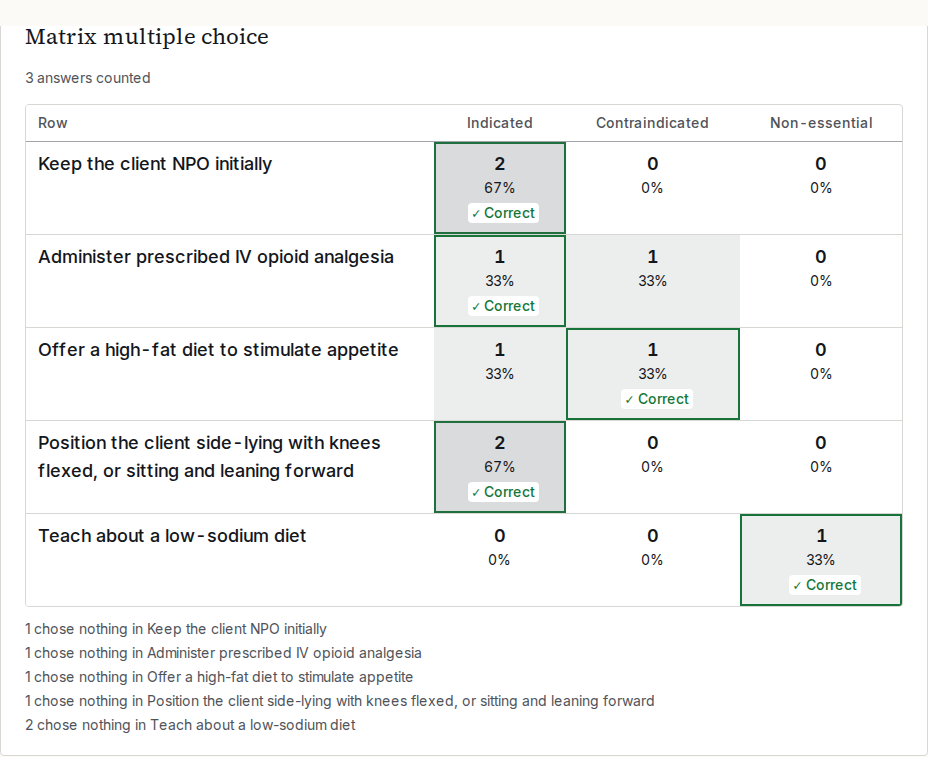 Matrix multiple choice
3 answers counted
Row Indicated Contraindicated Non-essential
Keep the client NPO initially 2 0 0
67% 0% 0%
✓ Correct
Administer prescribed IV opioid analgesia 1 1 0
33% 33% 0%
✓ Correct
Offer a high-fat diet to stimulate appetite 1 1 0
33% 33% 0%
✓ Correct
Position the client side-lying with knees 2 0 0
flexed, or sitting and leaning forward 67% 0% 0%
✓ Correct
Teach about a low-sodium diet 0 0 1
0% 0% 33%
✓ Correct
1 chose nothing in Keep the client NPO initially
1 chose nothing in Administer prescribed IV opioid analgesia
1 chose nothing in Offer a high-fat diet to stimulate appetite
1 chose nothing in Position the client side-lying with knees flexed, or sitting and leaning forward
2 chose nothing in Teach about a low-sodium diet